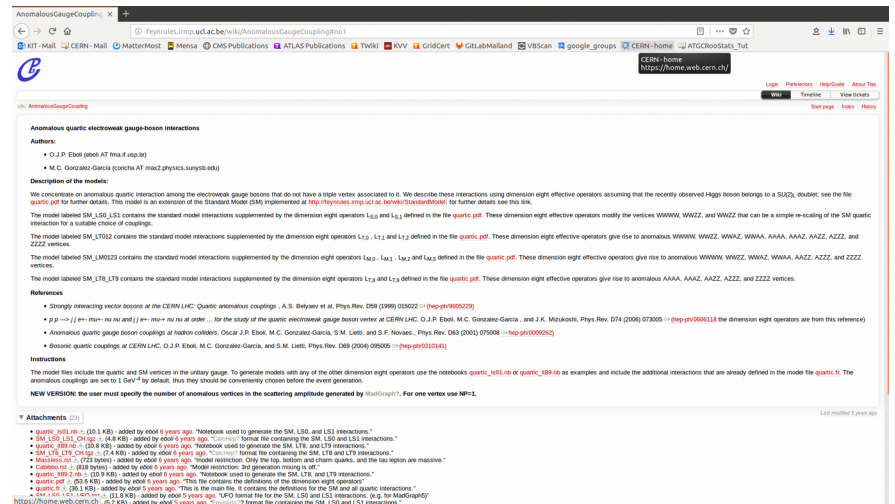 AnomalousGaugeCoupling
feynrules.irmp.ucl.ac.be/wiki/AnomalousGaugeCoupling#no1
KIT-Mail CERN-Mail MatterMost Mensa CMS Publications ATLAS Publications TWiki KVV GridCert GitLabMailand VBScan google_groups CERN-home ATGCRooStats_Tut
CERN-home
https://home.web.cern.ch/
Login Preferences Help/Guide About Trac
Wiki Timeline View tickets
wiki: AnomalousGaugeCoupling
Start page Index History
Anomalous quartic electroweak gauge-boson interactions
Authors:
• O.J.P. Eboli (eboli AT fma.if.usp.br)
• M.C. Gonzalez-Garcia (concha AT max2.physics.sunysb.edu)
Description of the models:
We concentrate on anomalous quartic interaction among the electroweak gauge bosons that do not have a triple vertex associated to it. We describe these interactions using dimension eight effective operators assuming that the recently observed Higgs boson belongs to a SU(2)L doublet; see the file
quartic.pdf for further details. This model is an extension of the Standard Model (SM) implemented at http://feynrules.irmp.ucl.ac.be/wiki/StandardModel; for further details see this link.
The model labeled SM_LS0_LS1 contains the standard model interactions supplemented by the dimension eight operators LS,0 and LS,1 defined in the file quartic.pdf. These dimension eight effective operators modify the vertices WWWW, WWZZ, and WWZZ that can be a simple re-scaling of the SM quartic
interaction for a suitable choice of couplings.
The model labeled SM_LT012 contains the standard model interactions supplemented by the dimension eight operators LT,0 , LT,1 and LT,2 defined in the file quartic.pdf. These dimension eight effective operators give rise to anomalous WWWW, WWZZ, WWAZ, WWAA, AAAA, AAAZ, AAZZ, AZZZ, and
ZZZZ vertices.
The model labeled SM_LM0123 contains the standard model interactions supplemented by the dimension eight operators LM,0 , LM,1 , LM,2 and LM,3 defined in the file quartic.pdf. These dimension eight effective operators give rise to anomalous WWWW, WWZZ, WWAZ, WWAA, AAZZ, AZZZ, and ZZZZ
vertices.
The model labeled SM_LT8_LT9 contains the standard model interactions supplemented by the dimension eight operators LT,8 and LT,9 defined in the file quartic.pdf. These dimension eight effective operators give rise to anomalous AAAA, AAAZ, AAZZ, AZZZ, and ZZZZ vertices.
References
• Strongly interacting vector bosons at the CERN LHC: Quartic anomalous couplings , A.S. Belyaev et al, Phys.Rev. D59 (1999) 015022 (hep-ph/9805229)
• p p ---> j j e+- mu+- nu nu and j j e+- mu-+ nu nu at order ... for the study of the quartic electroweak gauge boson vertex at CERN LHC, O.J.P. Eboli, M.C. Gonzalez-Garcia , and J.K. Mizukoshi, Phys.Rev. D74 (2006) 073005 (hep-ph/0606118 the dimension eight operators are from this reference)
• Anomalous quartic gauge boson couplings at hadron colliders, Oscar J.P. Eboli, M.C. Gonzalez-Garcia, S.M. Lietti, and S.F. Novaes., Phys.Rev. D63 (2001) 075008 hep-ph/0009262)
• Bosonic quartic couplings at CERN LHC, O.J.P. Eboli, M.C. Gonzalez-Garcia, and S.M. Lietti, Phys.Rev. D69 (2004) 095005 (hep-ph/0310141)
Instructions
The model files include the quartic and SM vertices in the unitary gauge. To generate models with any of the other dimension eight operators use the notebooks quartic_ls01.nb or quartic_lt89.nb as examples and include the additional interactions that are already defined in the model file quartic.fr. The
anomalous couplings are set to 1 GeV-4 by default, thus they should be conveniently chosen before the event generation.
NEW VERSION: the user must specify the number of anomalous vertices in the scattering amplitude generated by MadGraph?. For one vertex use NP=1.
Last modified 5 years ago
Attachments (23)
• quartic_ls01.nb (10.1 KB) - added by eboli 6 years ago. "Notebook used to generate the SM, LS0, and LS1 interactions."
• SM_LS0_LS1_CH.tgz (4.8 KB) - added by eboli 6 years ago. "CalcHep? format file containing the SM, LS0 and LS1 interactions."
• quartic_lt89.nb (10.8 KB) - added by eboli 6 years ago. "Notebook used to generate the SM, LT8, and LT9 interactions."
• SM_LT8_LT9_CH.tgz (7.4 KB) - added by eboli 6 years ago. "CalcHep? format file containing the SM, LT8 and LT9 interactions."
• Massless.rst (723 bytes) - added by eboli 6 years ago. "model restriction: Only the top, bottom and charm quarks, and the tau lepton are massive."
• Cabibbo.rst (818 bytes) - added by eboli 6 years ago. "Model restriction: 3rd generation mixing is off."
• quartic_lt89.2.nb (10.9 KB) - added by eboli 6 years ago. "Notebook used to generate the SM, LT8, and LT9 interactions."
• quartic.pdf (53.6 KB) - added by eboli 6 years ago. "This file contains the definitions of the dimension eight operators"
• quartic.fr (36.1 KB) - added by eboli 5 years ago. "This is the main file. It contains the definitions for the SM and all quartic interactions."
• SM_LS0_LS1_UFO.tgz (11.8 KB) - added by eboli 5 years ago. "UFO format file for the SM, LS0 and LS1 interactions. (e.g. for MadGraph5)"
https://home.web.cern.ch (5.2 KB) - added by eboli 5 years ago. "FeynArts? format file containing the SM, LS0 and LS1 interactions."